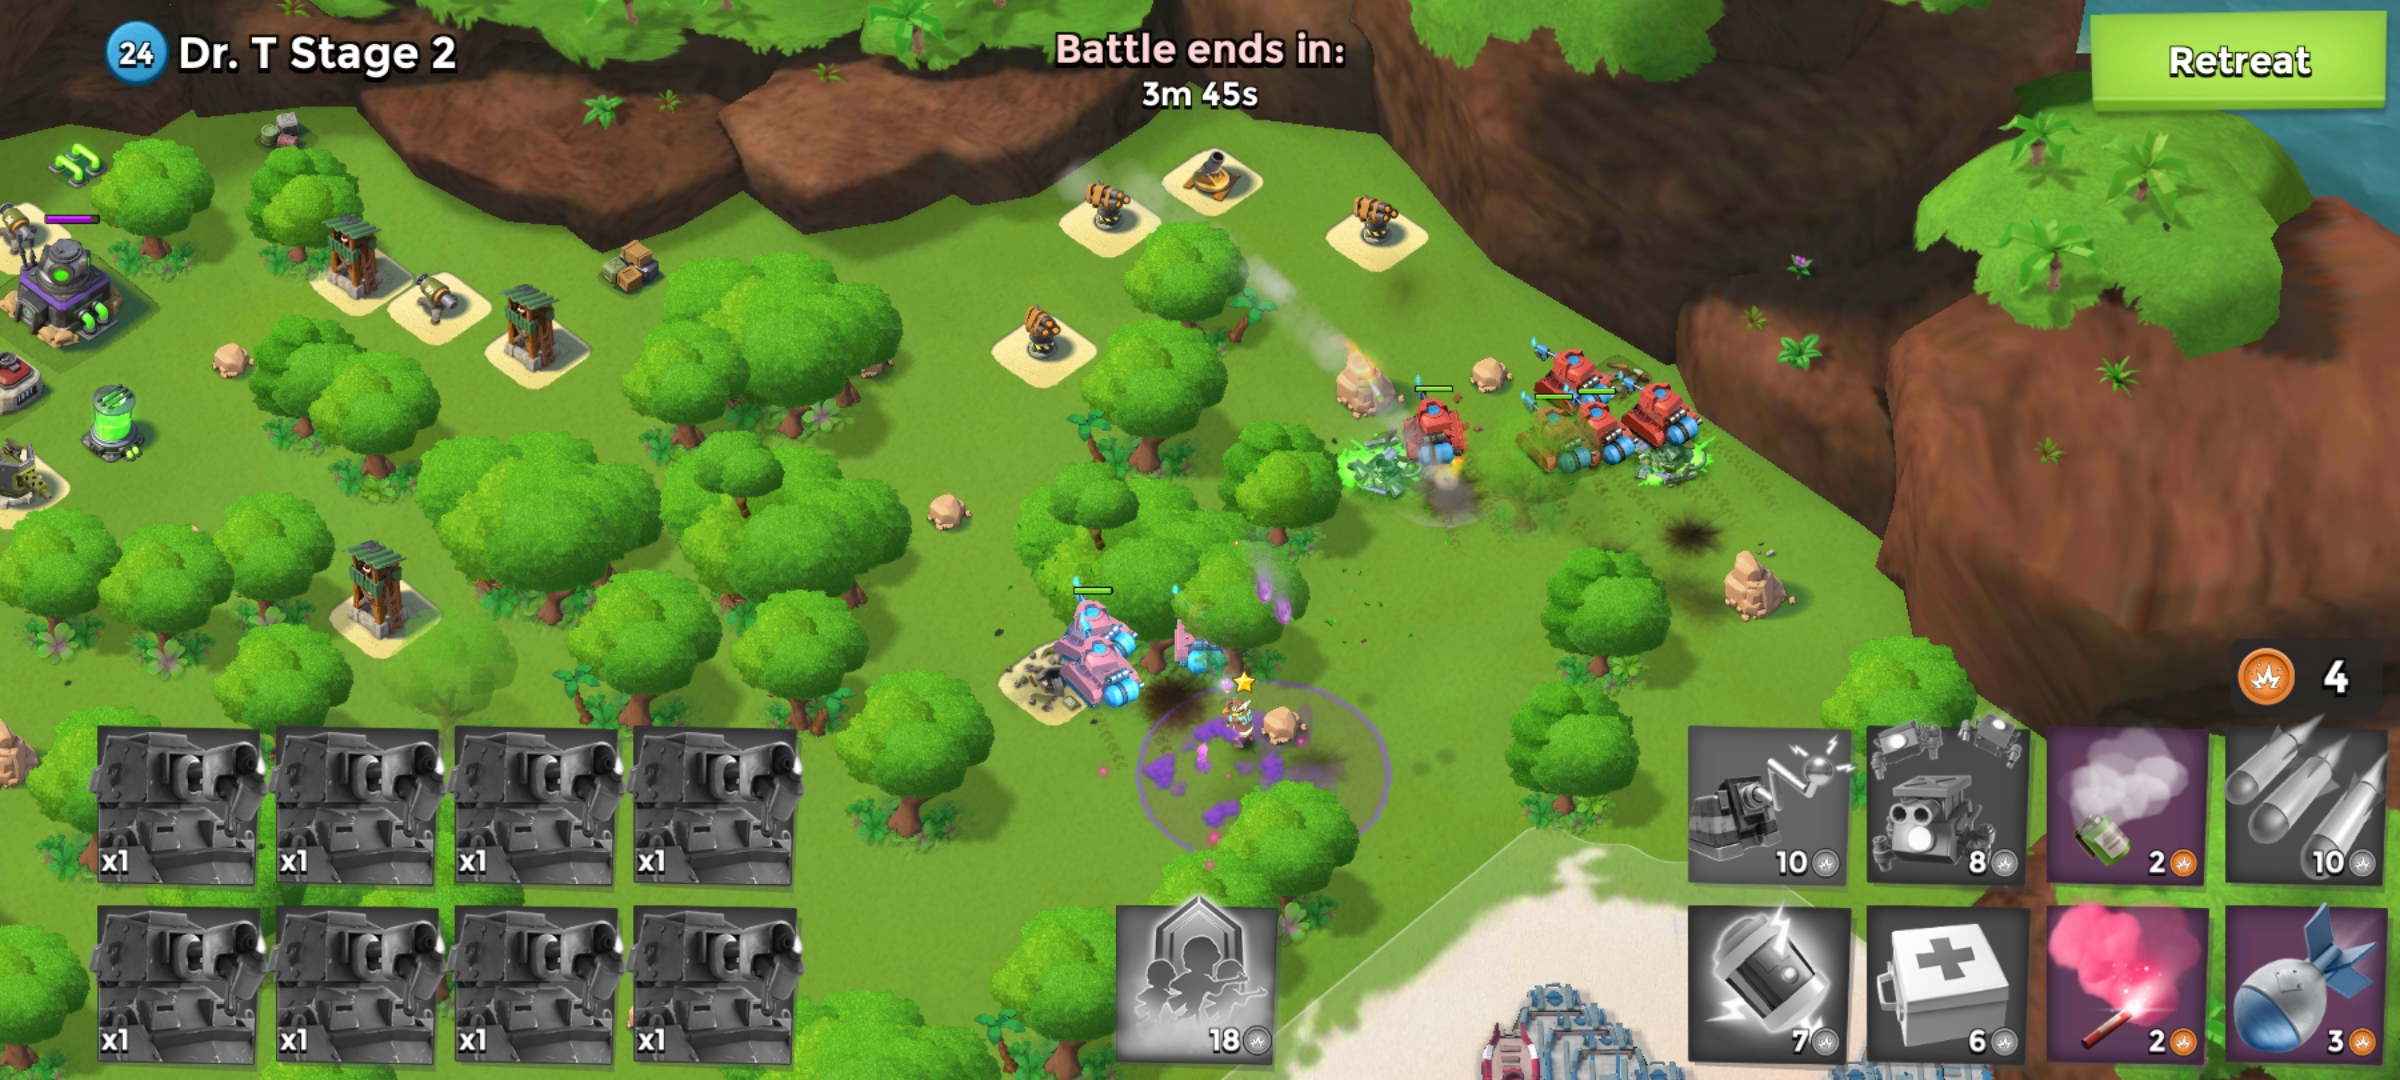 24 Dr. T Stage 2
Battle ends in:
3m 45s
Retreat
4
x1 x1 x1 x1
10 8 2 10
x1 x1 x1 x1
18
7 6 2 3